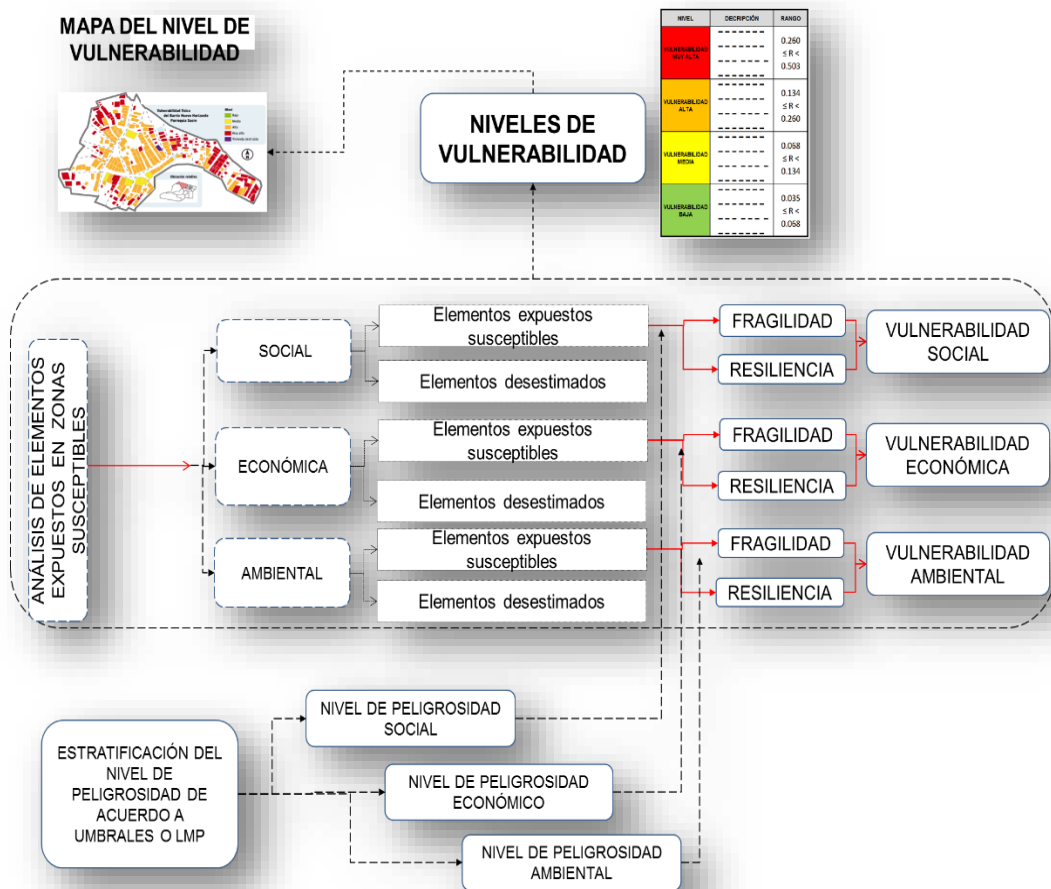 MAPA DEL NIVEL DE
VULNERABILIDAD
Nivel
NIVELES DE
VULNERABILIDAD
NIVEL DECRIPCIÓN RANGO
VULNERABILIDAD
MUY ALTA
0.260
≤ R <
0.503
VULNERABILIDAD
ALTA
0.134
≤ R <
0.260
VULNERABILIDAD
MEDIA
0.068
≤ R <
0.134
VULNERABILIDAD
BAJA
0.035
≤ R <
0.068
ANÁLISIS DE ELEMENTOS
EXPUESTOS EN ZONAS
SUSCEPTIBLES
SOCIAL
Elementos expuestos
susceptibles
Elementos desestimados
FRAGILIDAD
RESILIENCIA
VULNERABILIDAD
SOCIAL
ECONÓMICA
Elementos expuestos
susceptibles
Elementos desestimados
FRAGILIDAD
RESILIENCIA
VULNERABILIDAD
ECONÓMICA
AMBIENTAL
Elementos expuestos
susceptibles
Elementos desestimados
FRAGILIDAD
RESILIENCIA
VULNERABILIDAD
AMBIENTAL
ESTRATIFICACIÓN DEL
NIVEL DE
PELIGROSIDAD DE
ACUERDO A
UMBRALES O LMP
NIVEL DE PELIGROSIDAD
SOCIAL
NIVEL DE PELIGROSIDAD
ECONÓMICO
NIVEL DE PELIGROSIDAD
AMBIENTAL